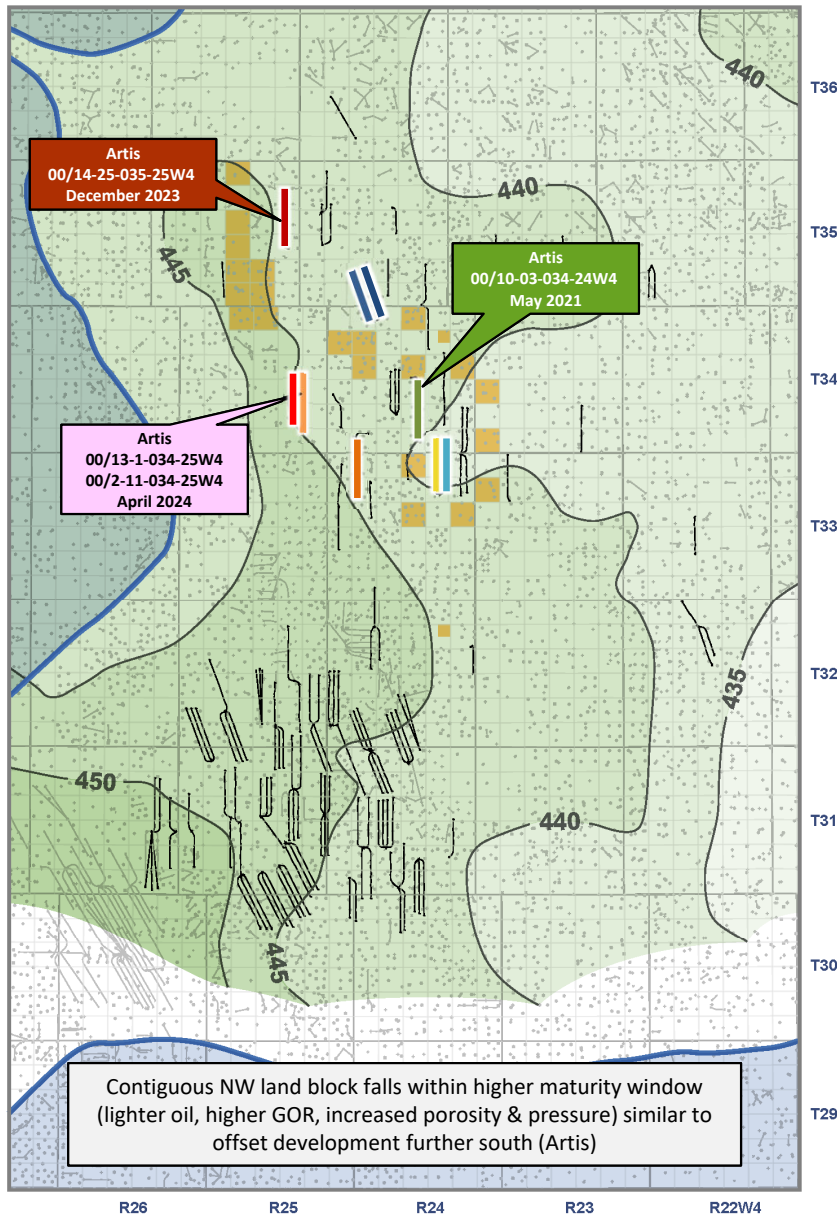 T36
440
Artis
00/14-25-035-25W4
December 2023
440
T35
445
Artis
00/10-03-034-24W4
May 2021
T34
Artis
00/13-1-034-25W4
00/2-11-034-25W4
April 2024
T33
T32
435
450
440
T31
445
T30
Contiguous NW land block falls within higher maturity window
(lighter oil, higher GOR, increased porosity & pressure) similar to
offset development further south (Artis)
T29
R26 R25 R24 R23 R22W4